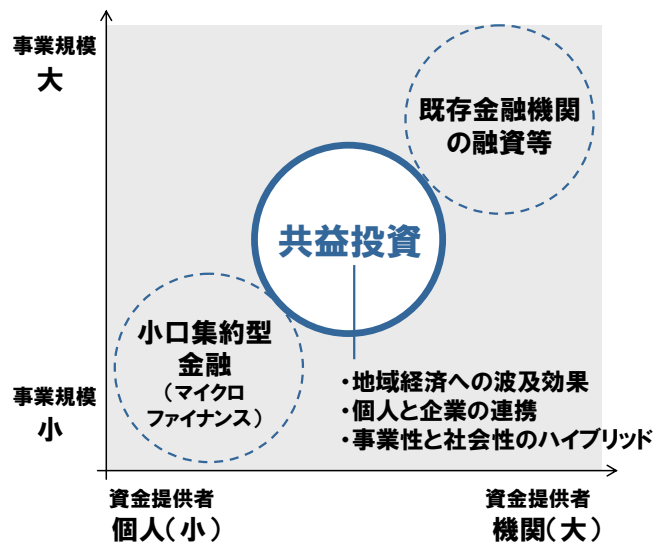 事業規模
大
既存金融機関
の融資等
共益投資
小口集約型
金融
（マイクロ
ファイナンス）
・地域経済への波及効果
・個人と企業の連携
・事業性と社会性のハイブリッド
事業規模
小
資金提供者
個人（小）
資金提供者
機関（大）